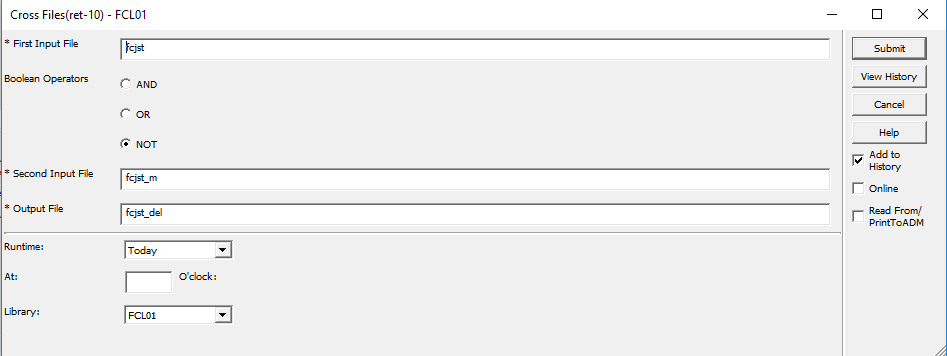 Cross Files(ret-10) - FCL01
* First Input File
fcjst
Submit
View History
Boolean Operators
AND
Cancel
OR
Help
NOT
Add to
History
* Second Input File
fcjst_m
Online
* Output File
fcjst_del
Read From/
PrintToADM
Runtime:
Today
At:
O'clock:
Library:
FCL01